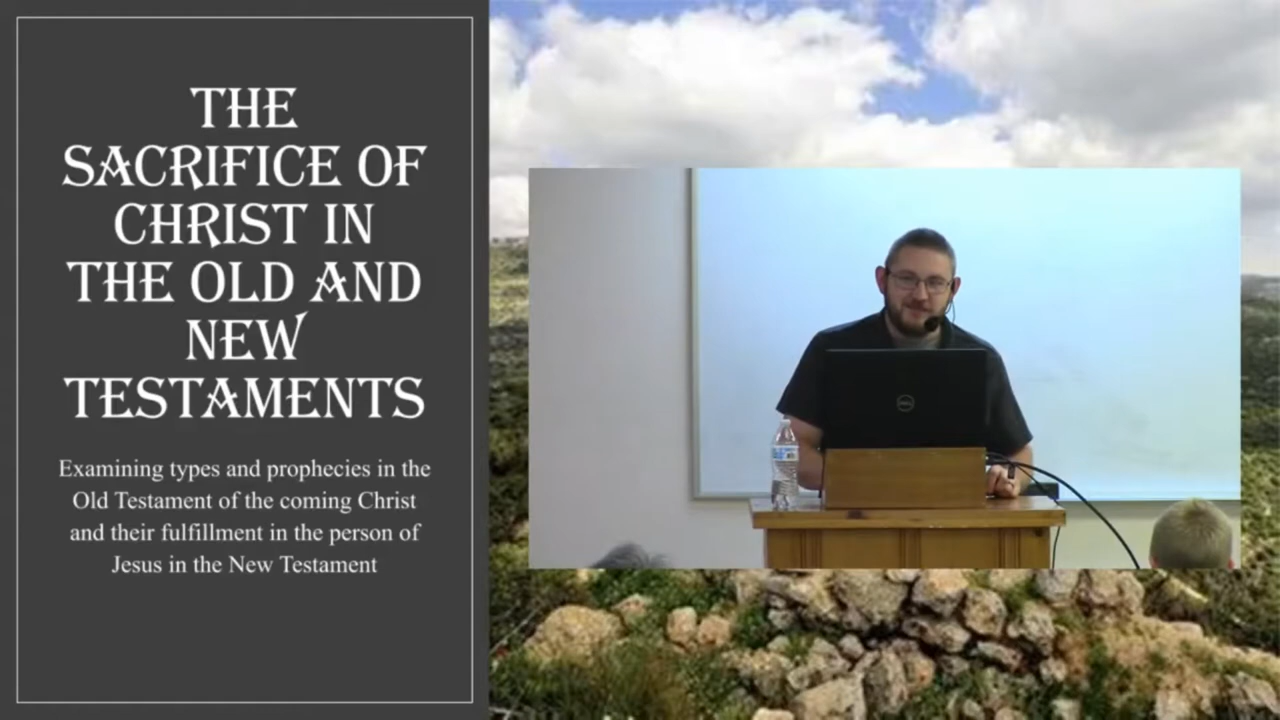 THE
SACRIFICE OF
CHRIST IN
THE OLD AND
NEW
TESTAMENTS
Examining types and prophecies in the
Old Testament of the coming Christ
and their fulfillment in the person of
Jesus in the New Testament
DELL